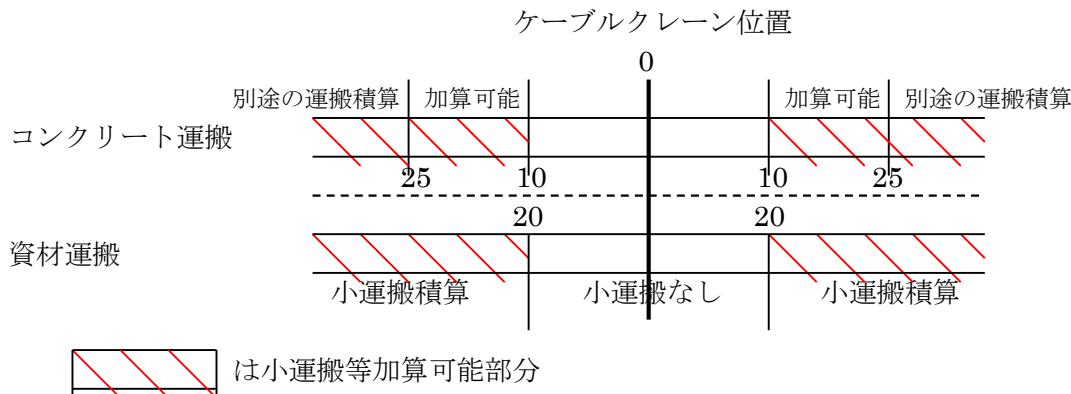 ケーブルクレーン位置
0
別途の運搬積算 加算可能 加算可能 別途の運搬積算
コンクリート運搬
25 10 10 25
20 20
資材運搬
小運搬積算 小運搬なし 小運搬積算
は小運搬等加算可能部分